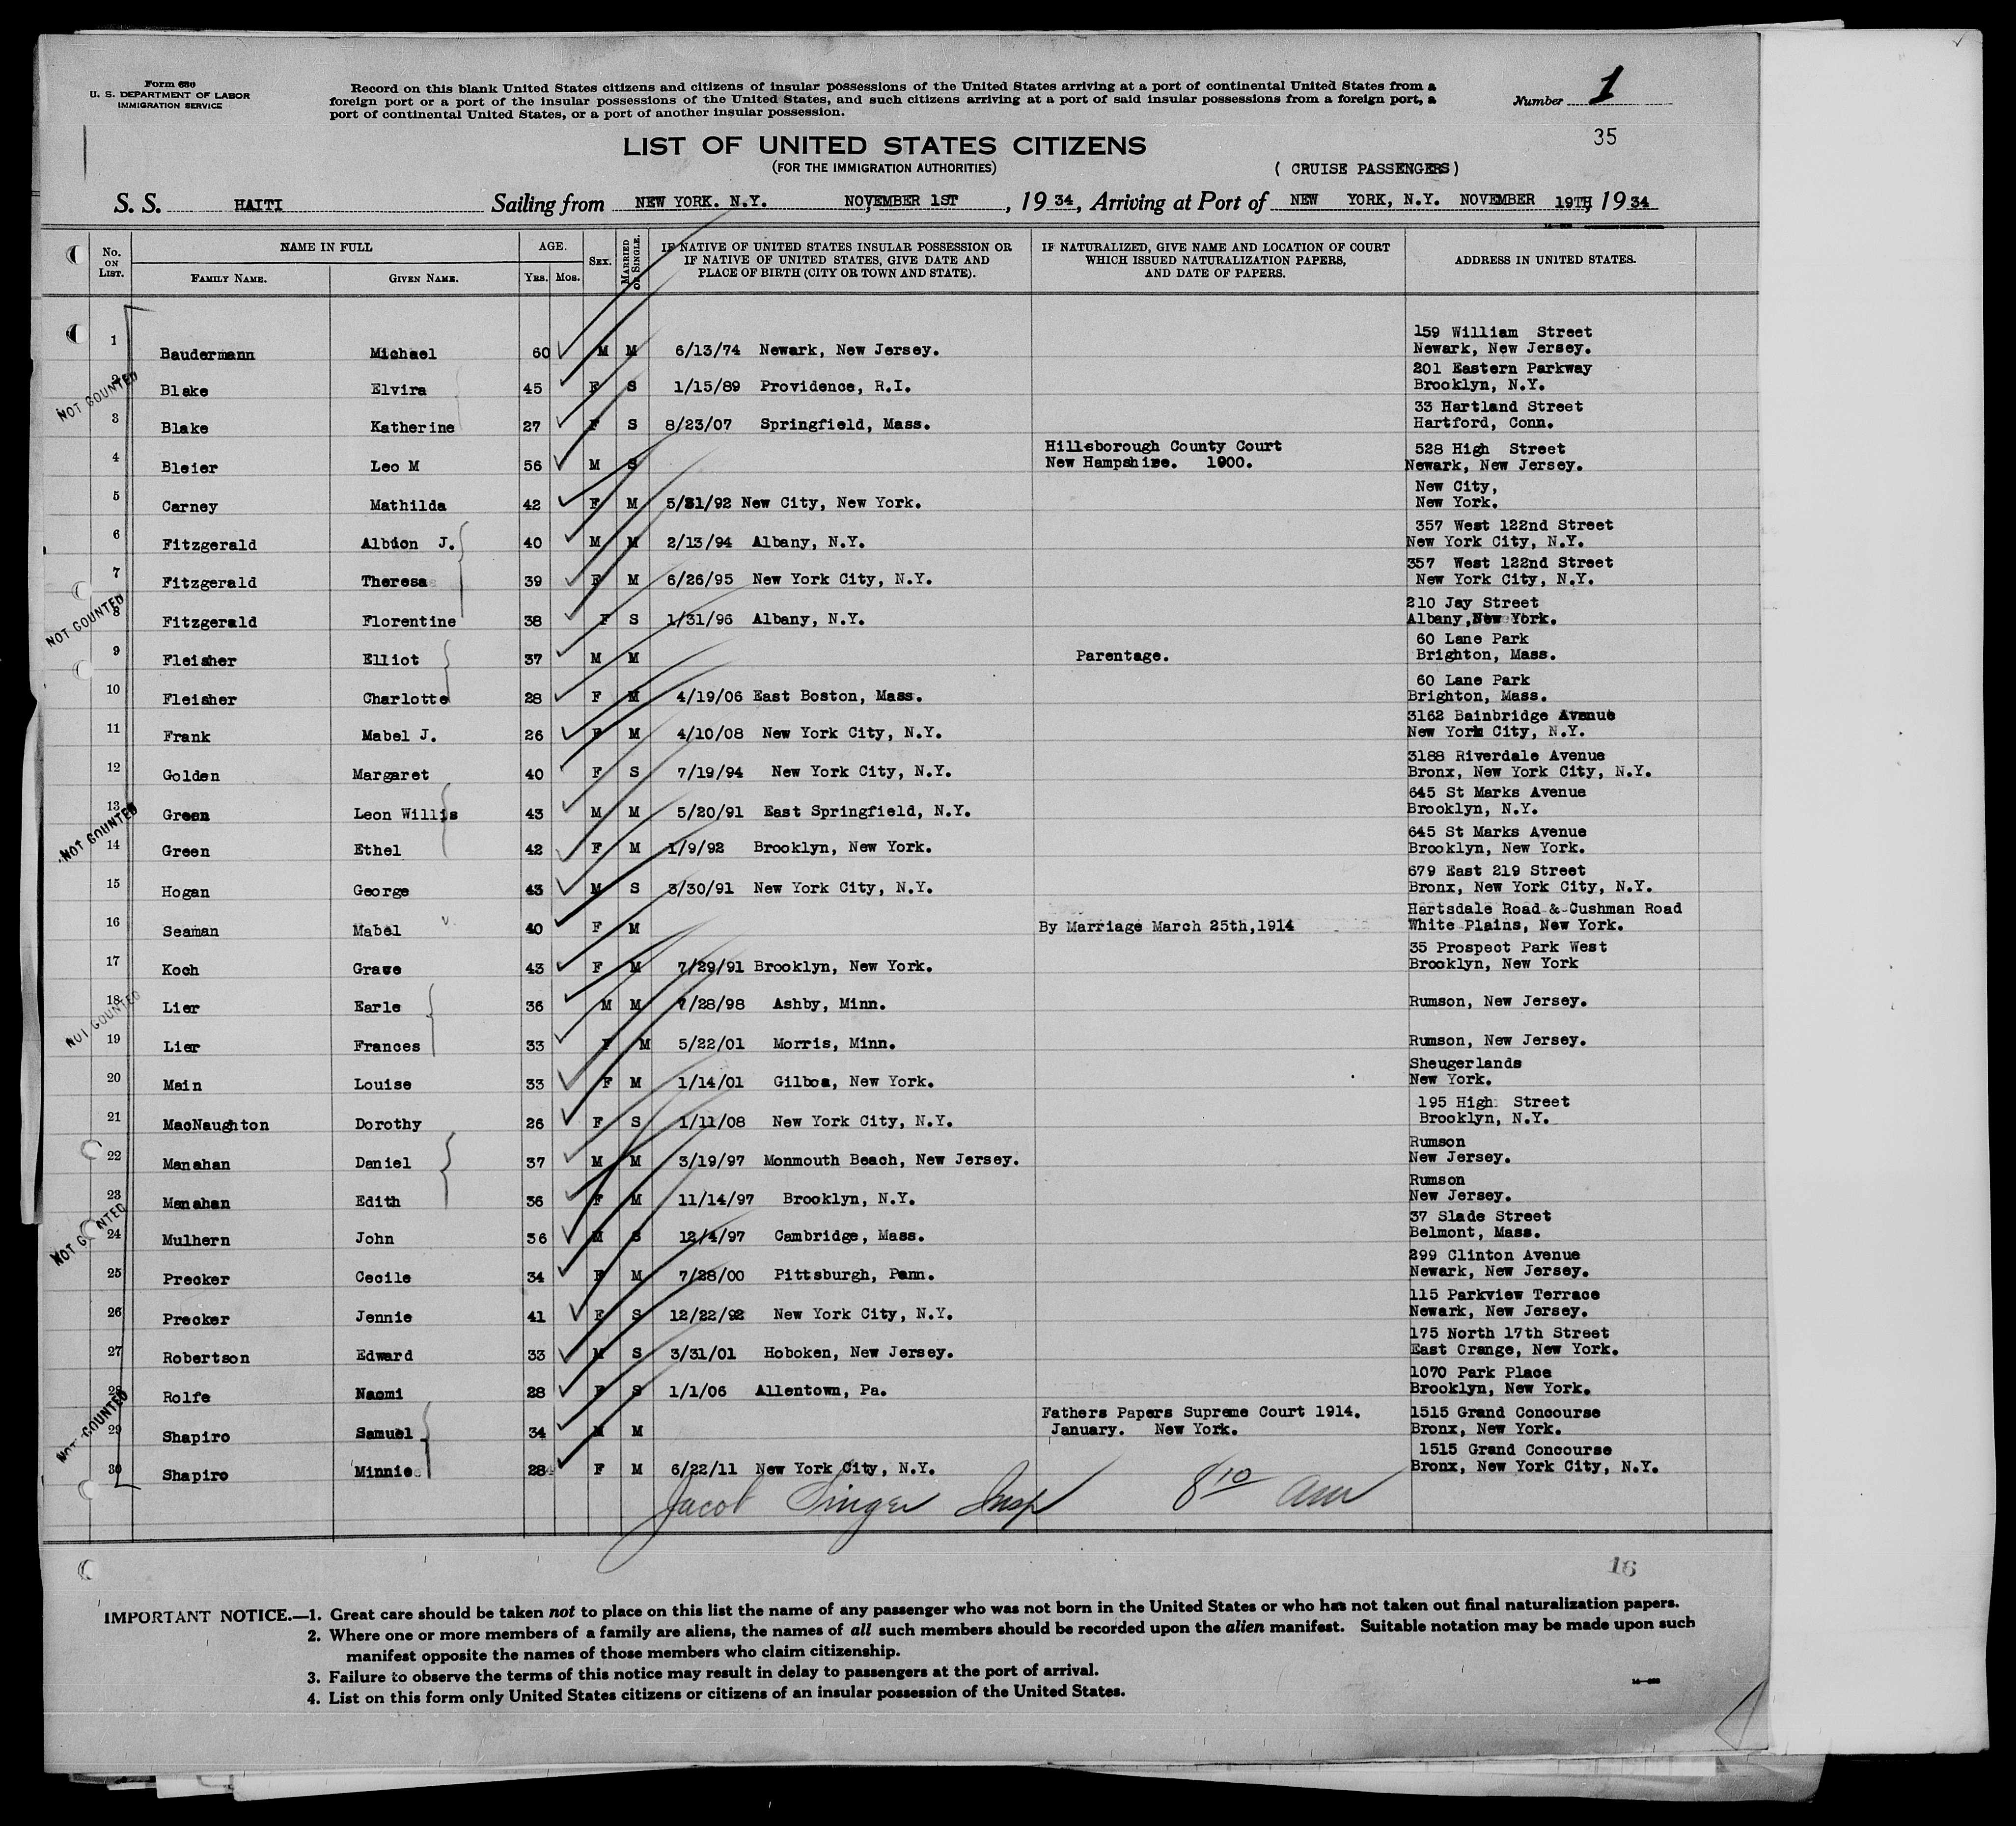 Form 630
U. S. DEPARTMENT OF LABOR
IMMIGRATION SERVICE
Record on this blank United States citizens and citizens of insular possessions of the United States arriving at a port of continental United States from a
foreign port or a port of the insular possessions of the United States, and such citizens arriving at a port of said insular possessions from a foreign port, a
port of continental United States, or a port of another insular possession.
Number 1
35
LIST OF UNITED STATES CITIZENS
(FOR THE IMMIGRATION AUTHORITIES)
( CRUISE PASSENGERS)
S. S. HAITI Sailing from NEW YORK. N.Y. NOVEMBER 1ST , 19 34, Arriving at Port of NEW YORK, N.Y. NOVEMBER 19TH, 19 34
No. ON LIST. NAME IN FULL FAMILY NAME. GIVEN NAME. AGE. YRS. MOS. SEX. MARRIED OR SINGLE. IF NATIVE OF UNITED STATES INSULAR POSSESSION OR IF NATIVE OF UNITED STATES, GIVE DATE AND PLACE OF BIRTH (CITY OR TOWN AND STATE). IF NATURALIZED, GIVE NAME AND LOCATION OF COURT WHICH ISSUED NATURALIZATION PAPERS, AND DATE OF PAPERS. ADDRESS IN UNITED STATES.
1 Baudermann Michael 60 M M 6/13/74 Newark, New Jersey. 159 William Street Newark, New Jersey.
NOT COUNTED
2 Blake Elvira 45 F S 1/15/89 Providence, R.I. 201 Eastern Parkway Brooklyn, N.Y.
3 Blake Katherine 27 F S 8/23/07 Springfield, Mass. 33 Hartland Street Hartford, Conn.
4 Bleier Leo M 56 M S Hillsborough County Court New Hampshire. 1900. 528 High Street Newark, New Jersey.
5 Carney Mathilda 42 F M 5/31/92 New City, New York. New City, New York.
6 Fitzgerald Albion J. 40 M M 2/13/94 Albany, N.Y. 357 West 122nd Street New York City, N.Y.
7 Fitzgerald Theresa 39 F M 6/26/95 New York City, N.Y. 357 West 122nd Street New York City, N.Y.
NOT COUNTED
8 Fitzgerald Florentine 38 F S 1/31/96 Albany, N.Y. 210 Jay Street Albany, New York.
9 Fleisher Elliot 37 M M Parentage. 60 Lane Park Brighton, Mass.
10 Fleisher Charlotte 28 F M 4/19/06 East Boston, Mass. 60 Lane Park Brighton, Mass.
11 Frank Mabel J. 26 F M 4/10/08 New York City, N.Y. 3162 Bainbridge Avenue New York City, N.Y.
12 Golden Margaret 40 F S 7/19/94 New York City, N.Y. 3188 Riverdale Avenue Bronx, New York City, N.Y.
13 Green Leon Willis 43 M M 5/20/91 East Springfield, N.Y. 645 St Marks Avenue Brooklyn, N.Y.
NOT COUNTED
14 Green Ethel 42 F M 1/9/92 Brooklyn, New York. 645 St Marks Avenue Brooklyn, New York.
15 Hogan George 43 M S 3/30/91 New York City, N.Y. 679 East 219 Street Bronx, New York City, N.Y.
16 Seaman Mabel 40 F M By Marriage March 25th,1914 Hartsdale Road & Cushman Road White Plains, New York.
17 Koch Grace 43 F M 7/29/91 Brooklyn, New York. 35 Prospect Park West Brooklyn, New York
NOT COUNTED
18 Lier Earle 36 M M 7/28/98 Ashby, Minn. Rumson, New Jersey.
19 Lier Frances 33 F M 5/22/01 Morris, Minn. Rumson, New Jersey.
20 Main Louise 33 F M 1/14/01 Gilboa, New York. Sheugerlands New York.
21 MacNaughton Dorothy 26 F S 1/11/08 New York City, N.Y. 195 High Street Brooklyn, N.Y.
22 Manahan Daniel 37 M M 3/19/97 Monmouth Beach, New Jersey. Rumson New Jersey.
23 Manahan Edith 36 F M 11/14/97 Brooklyn, N.Y. Rumson New Jersey.
NOT COUNTED
24 Mulhern John 36 M S 12/4/97 Cambridge, Mass. 37 Slade Street Belmont, Mass.
25 Precker Cecile 34 F M 7/28/00 Pittsburgh, Penn. 299 Clinton Avenue Newark, New Jersey.
26 Precker Jennie 41 F S 12/22/92 New York City, N.Y. 115 Parkview Terrace Newark, New Jersey.
27 Robertson Edward 33 M S 3/31/01 Hoboken, New Jersey. 175 North 17th Street East Orange, New York.
28 Rolfe Naomi 28 F S 1/1/06 Allentown, Pa. 1070 Park Place Brooklyn, New York.
NOT COUNTED
29 Shapiro Samuel 34 M M Fathers Papers Supreme Court 1914. January. New York. 1515 Grand Concourse Bronx, New York.
30 Shapiro Minnie 28 F M 6/22/11 New York City, N.Y. 1515 Grand Concourse Bronx, New York City, N.Y.
Jacob Singer Insp 8 10 am
16
IMPORTANT NOTICE.—1. Great care should be taken not to place on this list the name of any passenger who was not born in the United States or who has not taken out final naturalization papers.
2. Where one or more members of a family are aliens, the names of all such members should be recorded upon the alien manifest. Suitable notation may be made upon such
manifest opposite the names of those members who claim citizenship.
3. Failure to observe the terms of this notice may result in delay to passengers at the port of arrival.
4. List on this form only United States citizens or citizens of an insular possession of the United States.